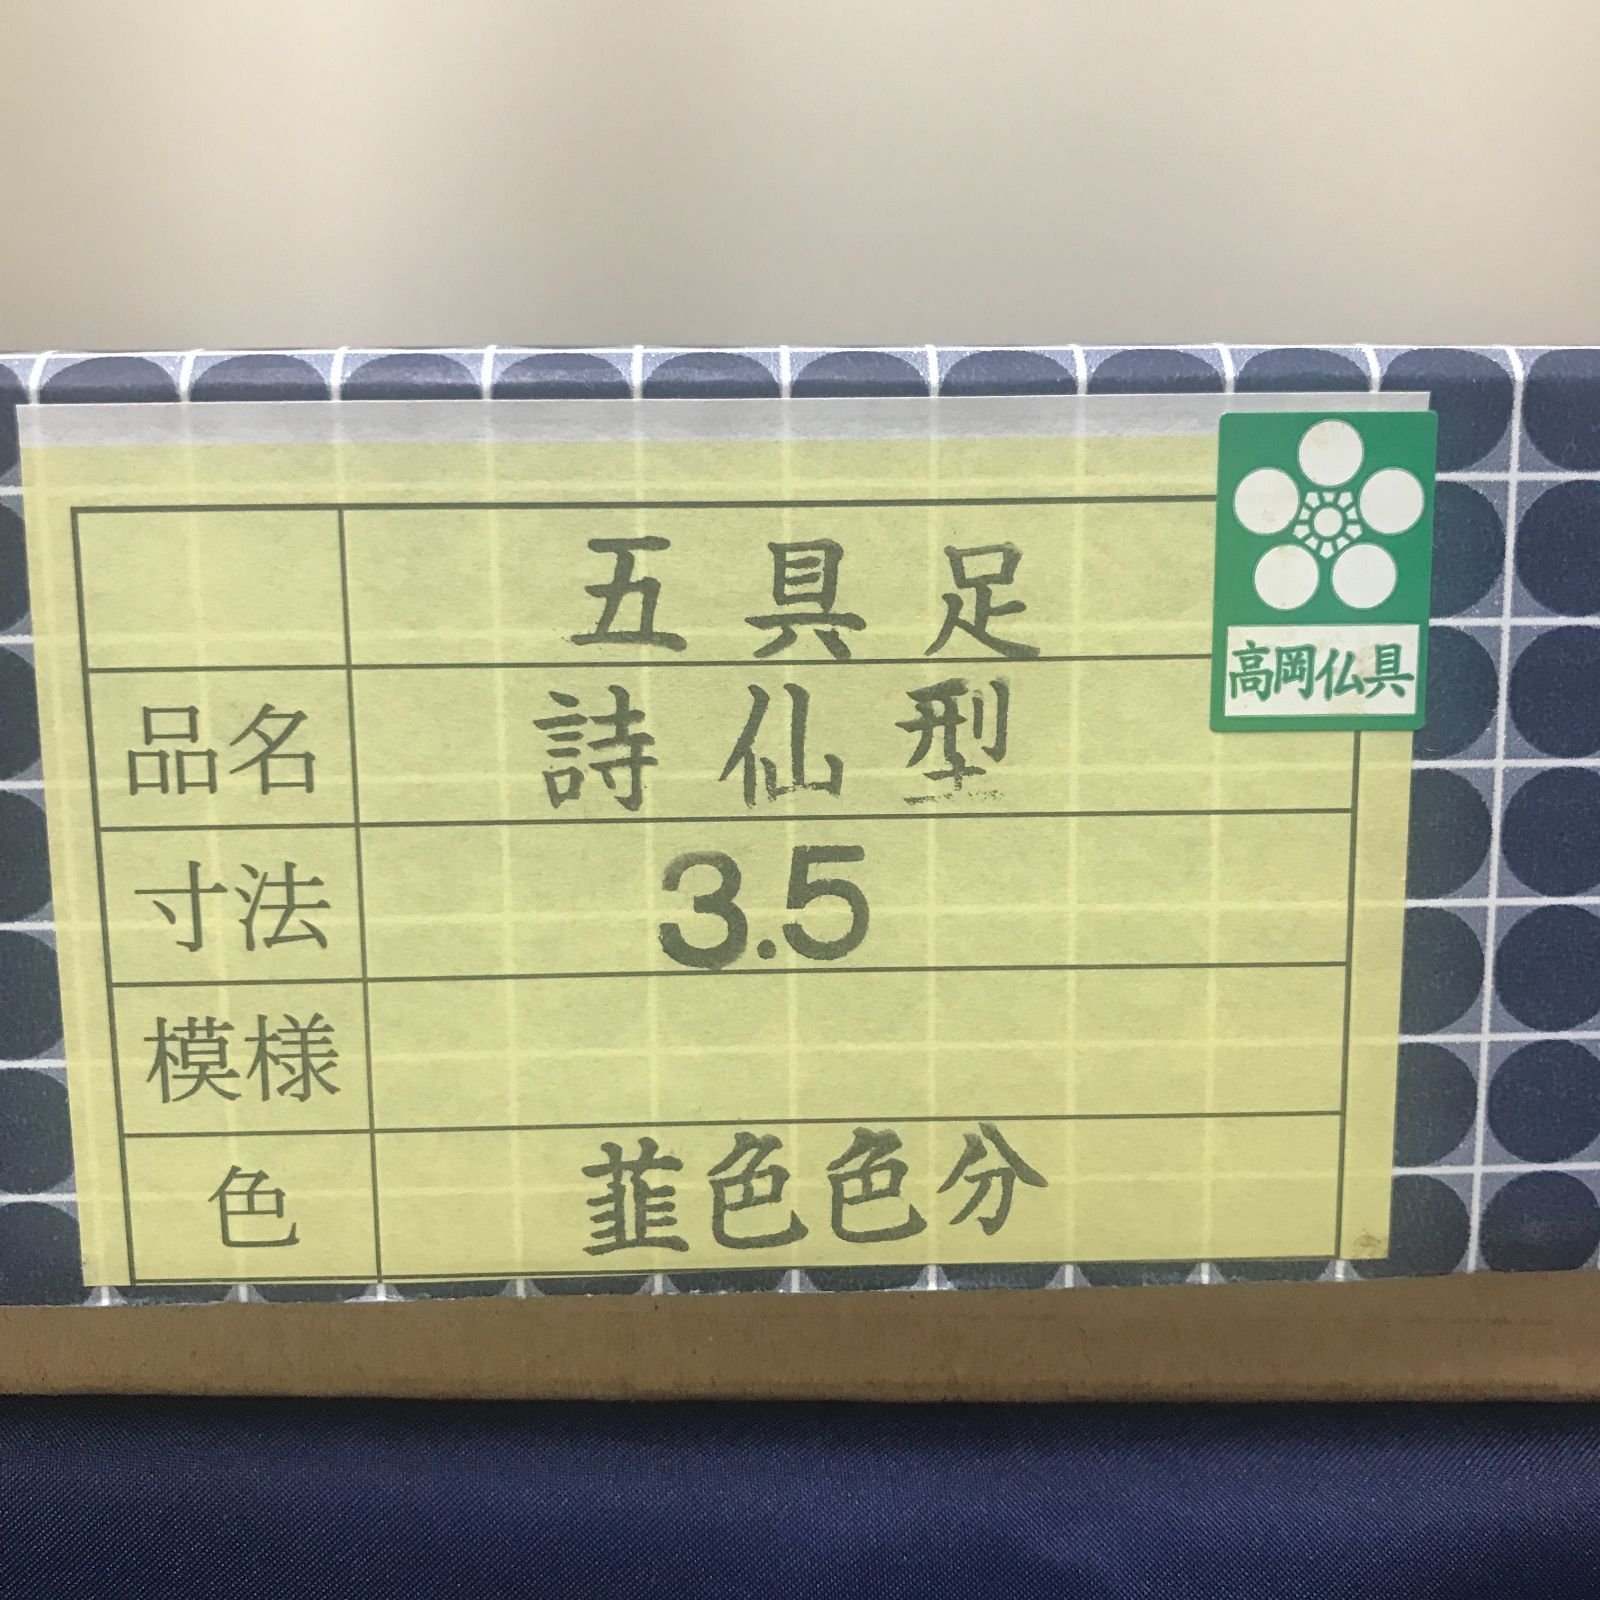 五具足
品名 詩仙型
寸法 3.5
模様
色 韮色色分
高岡仏具